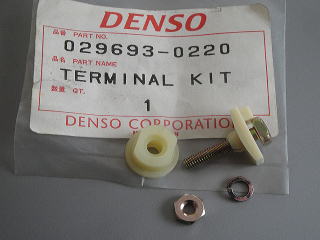 DENSO
品番 PART NO.
029693-0220
品名 PART NAME
TERMINAL KIT
数量 QT.
1
DENSO CORPORATION